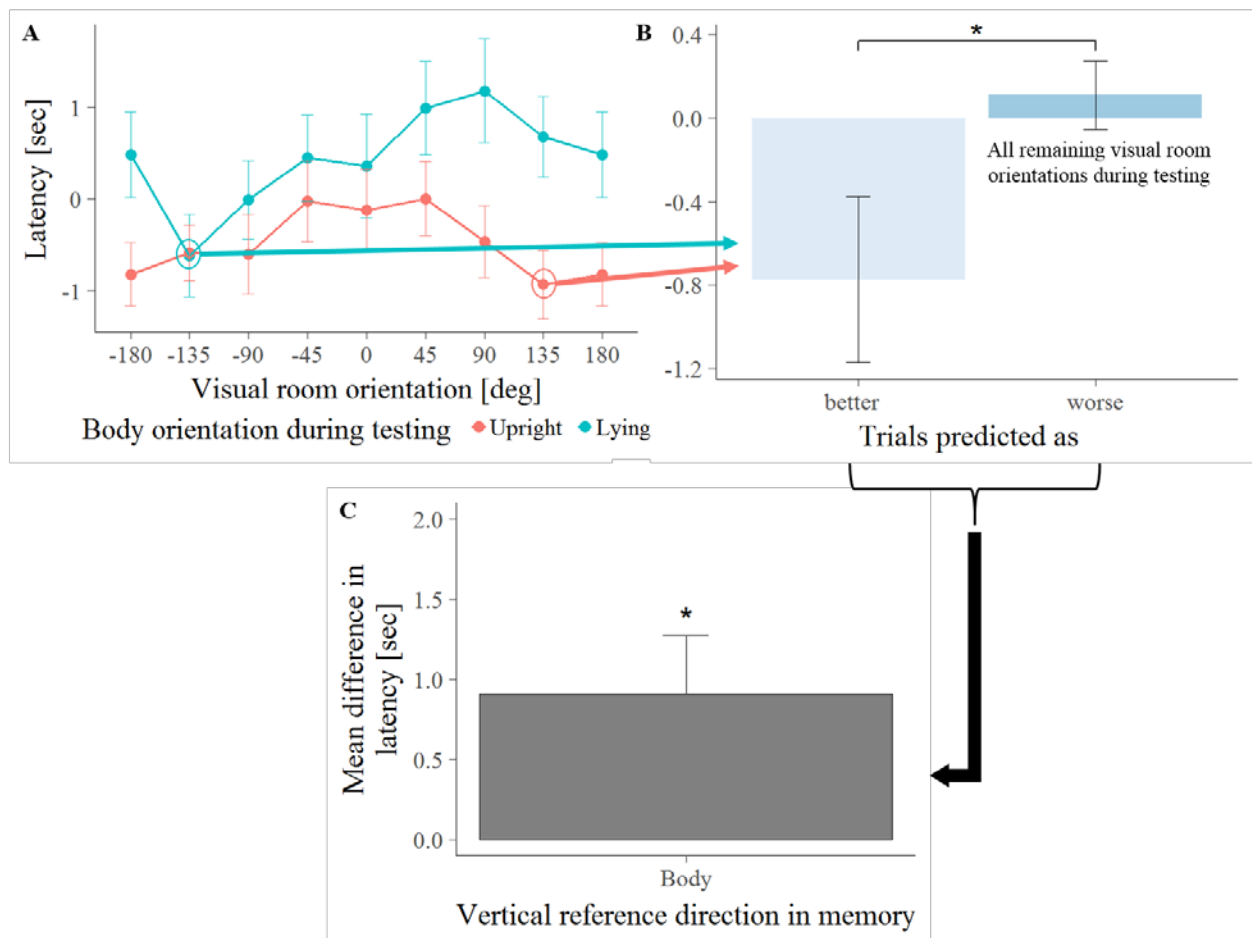 A
Latency [sec]
1
0
-1
-180 -135 -90 -45 0 45 90 135 180
Visual room orientation [deg]
Body orientation during testing Upright Lying
B
*
0.4
0.0
-0.4
-0.8
-1.2
All remaining visual room
orientations during testing
better worse
Trials predicted as
C
Mean difference in
latency [sec]
2.0
1.5
1.0
0.5
0.0
*
Body
Vertical reference direction in memory